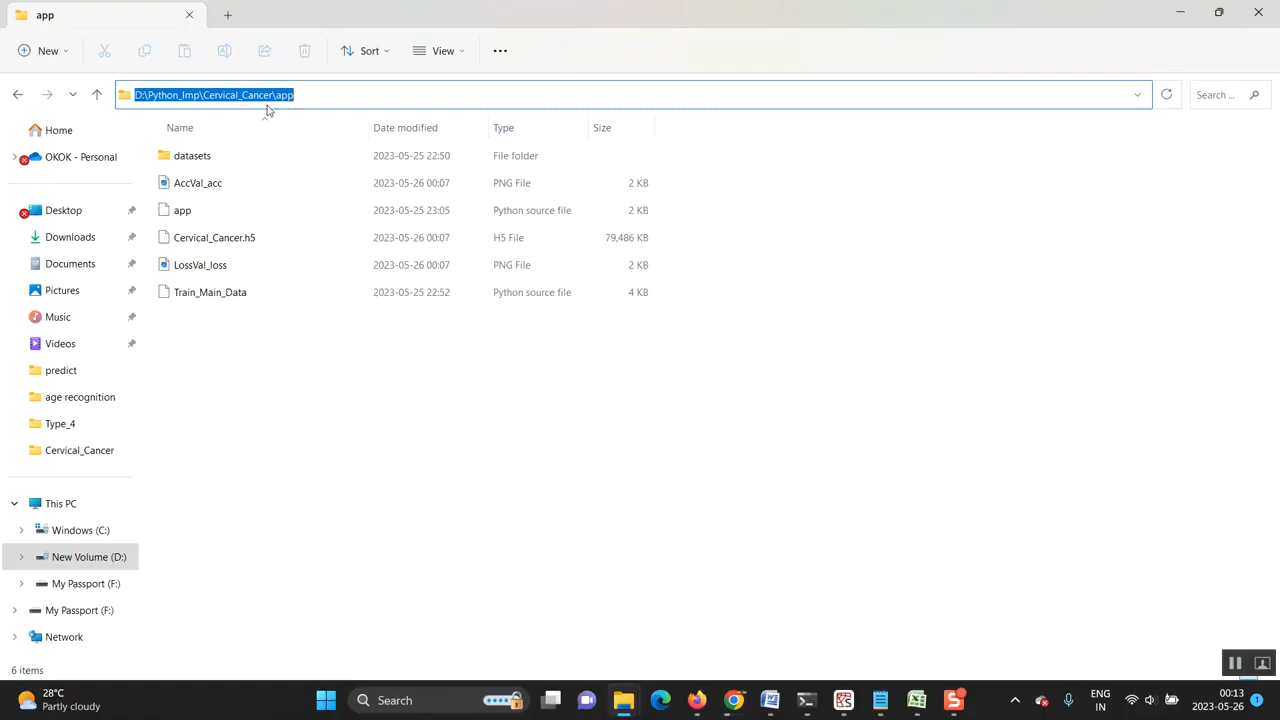 app
New
Sort
View
D:\Python_Imp\Cervical_Cancer\app
Search ...
Name Date modified Type Size
Home
OKOK - Personal
Desktop
Downloads
Documents
Pictures
Music
Videos
predict
age recognition
Type_4
Cervical_Cancer
This PC
Windows (C:)
New Volume (D:)
My Passport (F:)
My Passport (F:)
Network
datasets 2023-05-25 22:50 File folder
AccVal_acc 2023-05-26 00:07 PNG File 2 KB
app 2023-05-25 23:05 Python source file 2 KB
Cervical_Cancer.h5 2023-05-26 00:07 H5 File 79,486 KB
LossVal_loss 2023-05-26 00:07 PNG File 2 KB
Train_Main_Data 2023-05-25 22:52 Python source file 4 KB
6 items
28°C
Partly cloudy
Search
ENG
IN
00:13
2023-05-26
1